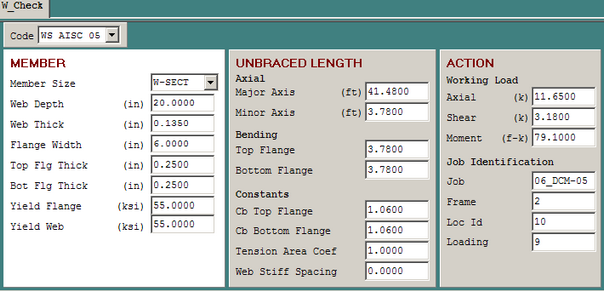 W_Check
Code WS AISC 05
MEMBER
Member Size W-SECT
Web Depth (in) 20.0000
Web Thick (in) 0.1350
Flange Width (in) 6.0000
Top Flg Thick (in) 0.2500
Bot Flg Thick (in) 0.2500
Yield Flange (ksi) 55.0000
Yield Web (ksi) 55.0000
UNBRACED LENGTH
Axial
Major Axis (ft) 41.4800
Minor Axis (ft) 3.7800
Bending
Top Flange 3.7800
Bottom Flange 3.7800
Constants
Cb Top Flange 1.0600
Cb Bottom Flange 1.0600
Tension Area Coef 1.0000
Web Stiff Spacing 0.0000
ACTION
Working Load
Axial (k) 11.6500
Shear (k) 3.1800
Moment (f-k) 79.1000
Job Identification
Job 06_DCM-05
Frame 2
Loc Id 10
Loading 9